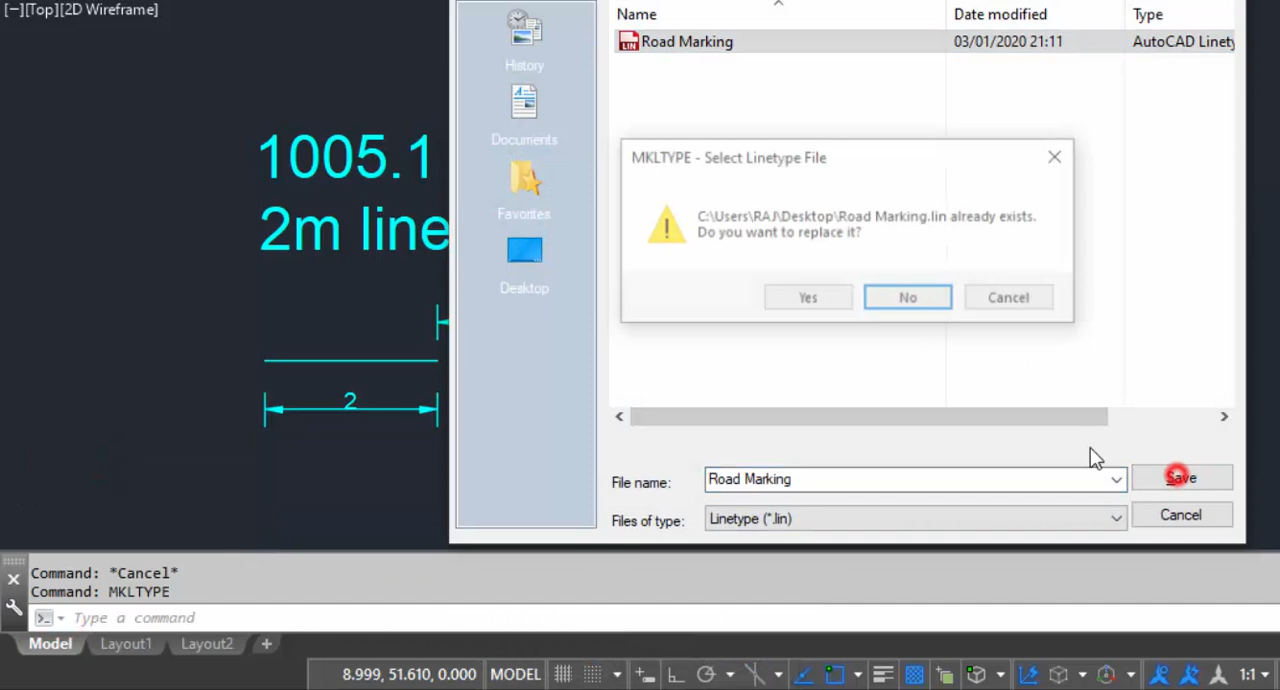 [−][Top][2D Wireframe]
Name
Date modified
Type
LIN
Road Marking
03/01/2020 21:11
AutoCAD Linety
History
Documents
Favorites
Desktop
MKLTYPE - Select Linetype File
C:\Users\RAJ\Desktop\Road Marking.lin already exists.
Do you want to replace it?
Yes
No
Cancel
1005.1
2m line
2
File name:
Road Marking
Save
Files of type:
Linetype (*.lin)
Cancel
Command: *Cancel*
Command: MKLTYPE
Type a command
Model
Layout1
Layout2
+
8.999, 51.610, 0.000
MODEL
1:1